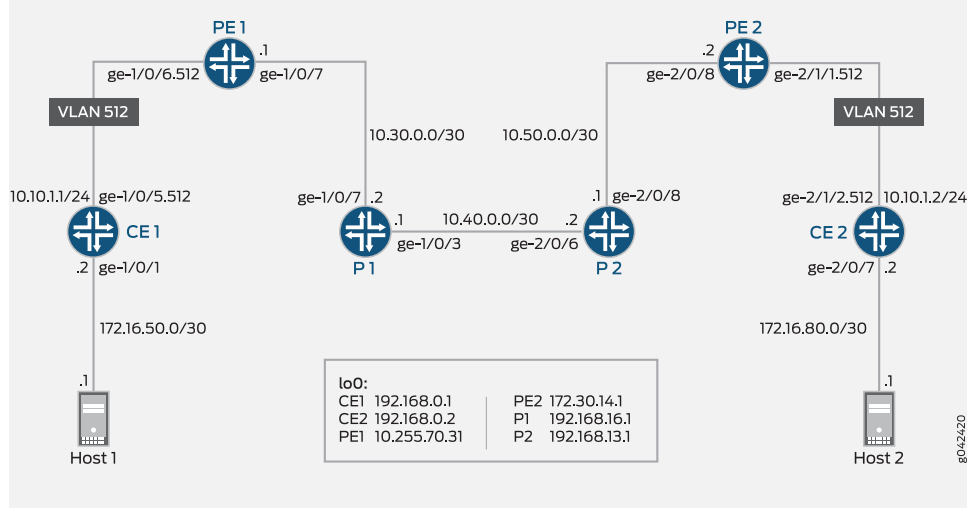 PE 1
PE 2
.1
.2
ge-1/0/6.512
ge-1/0/7
ge-2/0/8
ge-2/1/1.512
VLAN 512
VLAN 512
10.30.0.0/30
10.50.0.0/30
10.10.1.1/24
ge-1/0/5.512
ge-1/0/7
.2
.1
ge-2/0/8
ge-2/1/2.512
10.10.1.2/24
CE 1
.1
10.40.0.0/30
.2
CE 2
ge-1/0/3
ge-2/0/6
.2
ge-1/0/1
P 1
P 2
ge-2/0/7
.2
172.16.50.0/30
172.16.80.0/30
.1
.1
lo0:
CE1 192.168.0.1
PE2 172.30.14.1
CE2 192.168.0.2
P1 192.168.16.1
PE1 10.255.70.31
P2 192.168.13.1
Host 1
Host 2
g042420